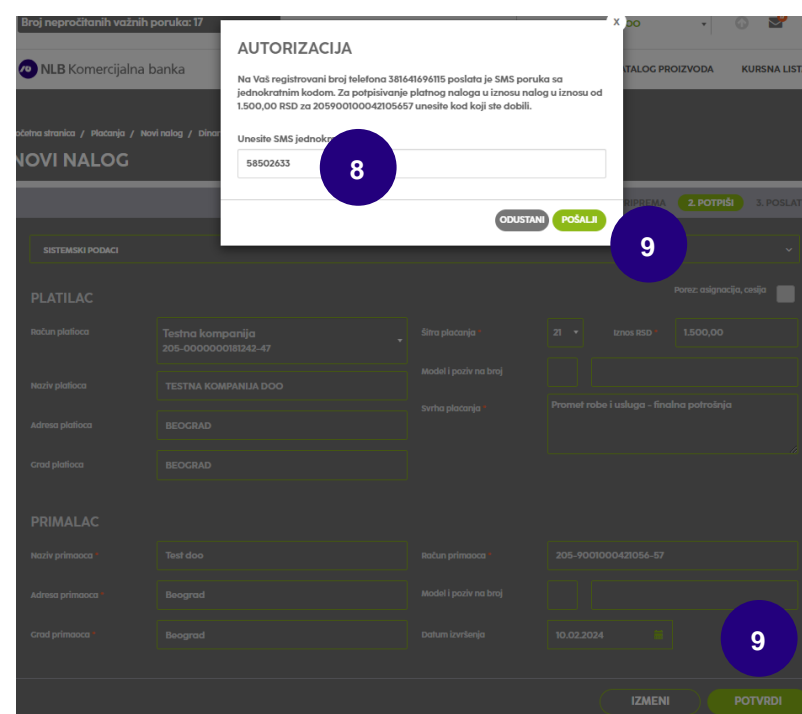 Broj nepročitanih važnih poruka: 17
X
NLB Komercijalna banka
KURSNA LIST
AUTORIZACIJA
Na Vaš registrovani broj telefona 381641696115 poslata je SMS poruka sa
jednokratnim kodom. Za potpisivanje platnog naloga u iznosu nalog u iznosu od
1.500,00 RSD za 205900100042105657 unesite kod koji ste dobili.
Unesite SMS jednokr
58502633
8
ODUSTANI POŠALJI
9
očetna stranica / Plaćanja / Novi nalog / Dinar
NOVI NALOG
RIPREMA 2. POTPIŠI 3. POSLAT
SISTEMSKI PODACI
PLATILAC
Porez: asignacija, cesija
Račun platioca Testna kompanija
205-0000000181242-47
Šifra plaćanja * 21 Iznos RSD * 1.500,00
Model i poziv na broj
Naziv platioca TESTNA KOMPANIJA DOO
Svrha plaćanja * Promet robe i usluga - finalna potrošnja
Adresa platioca BEOGRAD
Grad platioca BEOGRAD
PRIMALAC
Naziv primaoca * Test doo Račun primaoca * 205-9001000421056-57
Adresa primaoca * Beograd Model i poziv na broj
Grad primaoca * Beograd Datum izvršenja 10.02.2024
9
IZMENI POTVRDI